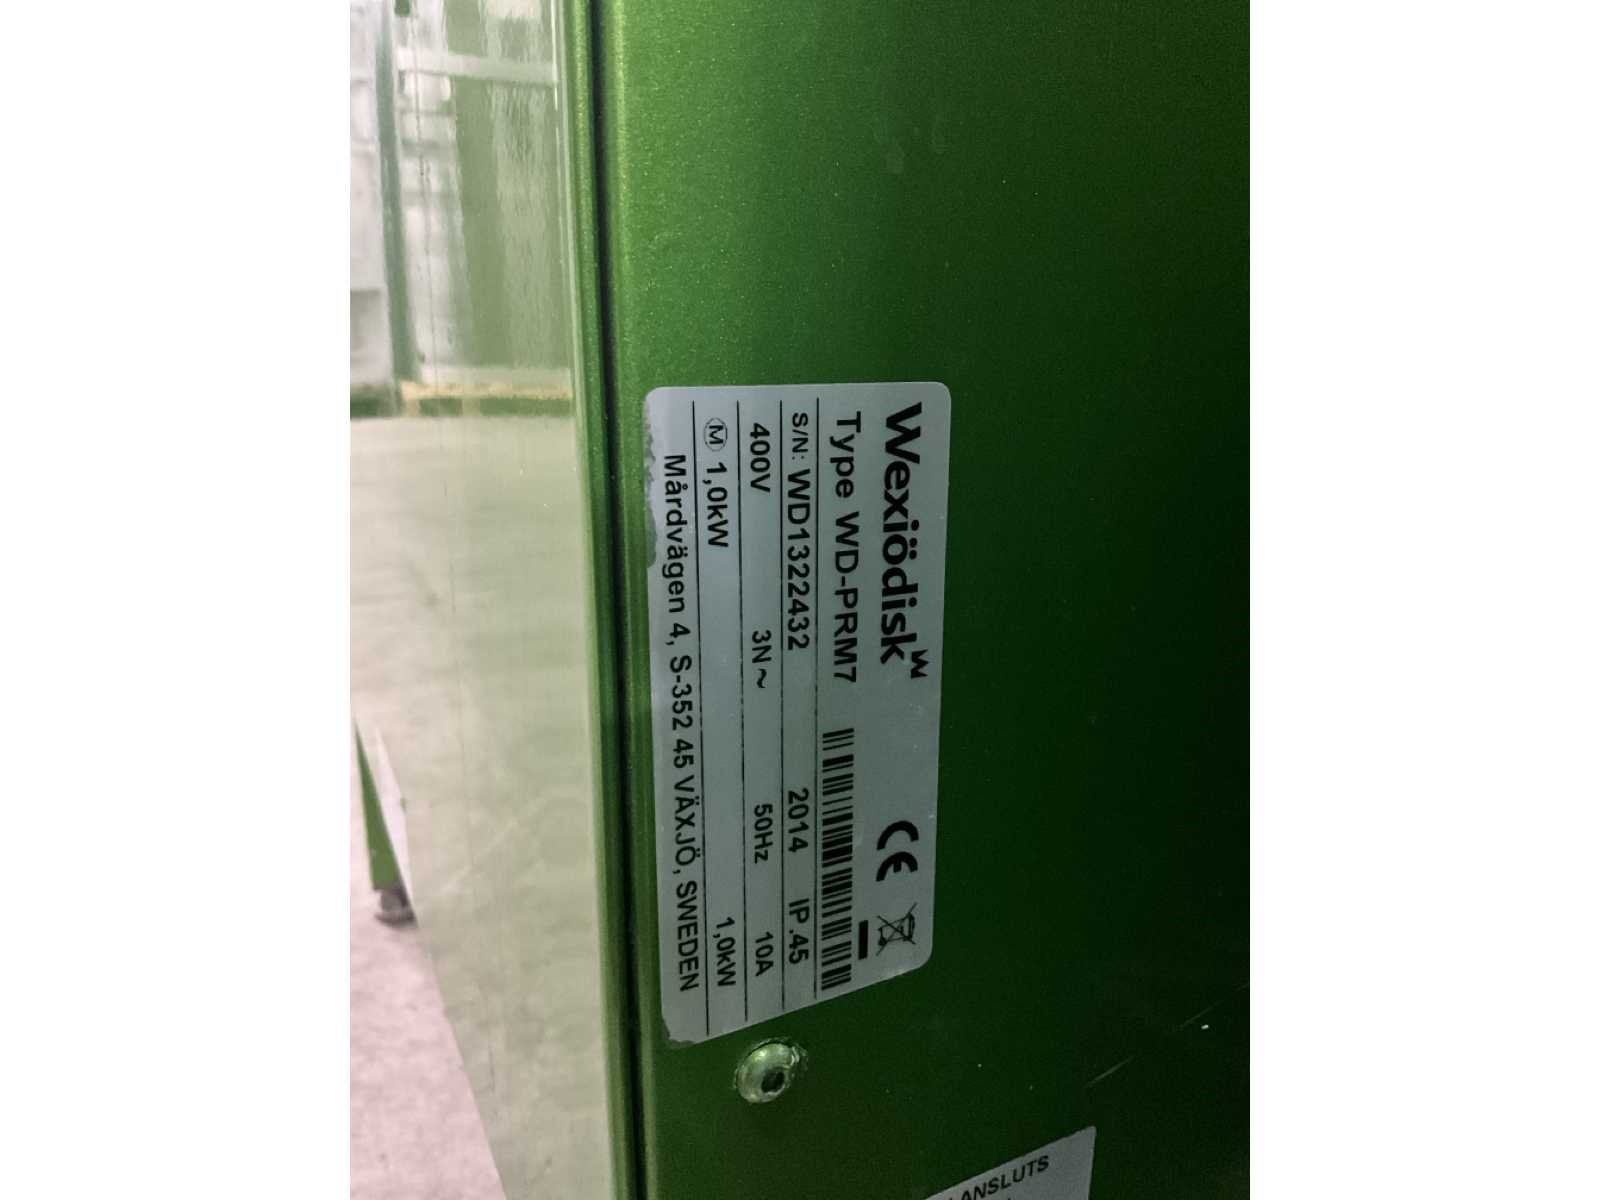 Wexiödisk
Type WD-PRM7
S/N: WD1322432 2014 IP.45
400V 3N~ 50Hz 10A
M 1,0kW 1,0kW
Mårdvägen 4, S-352 45 VÄXJÖ, SWEDEN
ANSLUTS